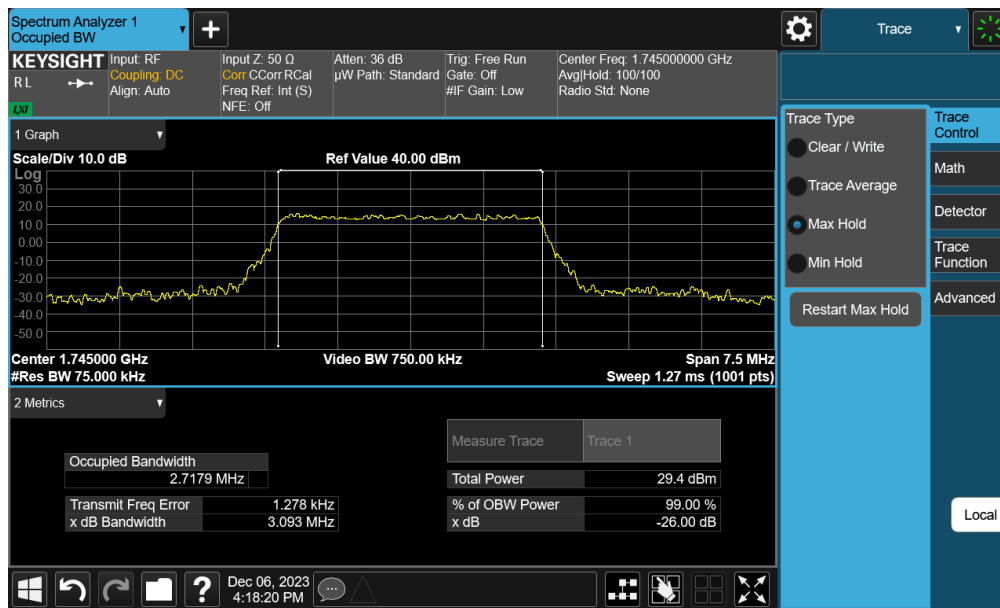 Spectrum Analyzer 1
Occupied BW
Trace
KEYSIGHT
RL
LXI
Input: RF
Coupling: DC
Align: Auto
Input Z: 50 Ω
Corr CCorr RCal
Freq Ref: Int (S)
NFE: Off
Atten: 36 dB
µW Path: Standard
Trig: Free Run
Gate: Off
#IF Gain: Low
Center Freq: 1.745000000 GHz
Avg|Hold: 100/100
Radio Std: None
1 Graph
Scale/Div 10.0 dB
Ref Value 40.00 dBm
Log
30.0
20.0
10.0
0.00
-10.0
-20.0
-30.0
-40.0
-50.0
Center 1.745000 GHz
Video BW 750.00 kHz
Span 7.5 MHz
#Res BW 75.000 kHz
Sweep 1.27 ms (1001 pts)
2 Metrics
Measure Trace
Trace 1
Occupied Bandwidth
2.7179 MHz
Total Power
29.4 dBm
Transmit Freq Error
1.278 kHz
% of OBW Power
99.00 %
x dB Bandwidth
3.093 MHz
x dB
-26.00 dB
Trace Type
Clear / Write
Trace Average
Max Hold
Min Hold
Restart Max Hold
Trace
Control
Math
Detector
Trace
Function
Advanced
Local
?
Dec 06, 2023
4:18:20 PM